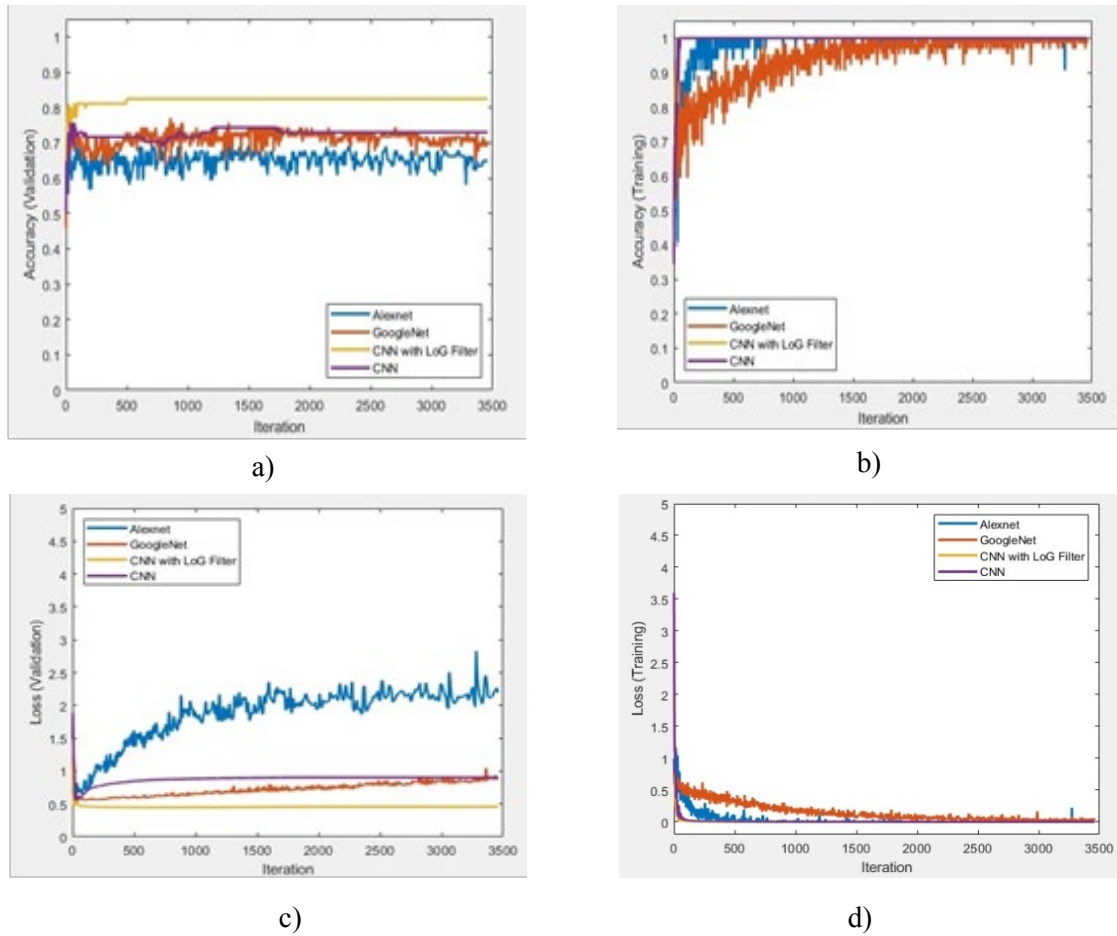 1
0.9
0.8
0.7
0.6
0.5
0.4
0.3
0.2
0.1
0
Accuracy (Validation)
Alexnet
GoogleNet
CNN with LoG Filter
CNN
0 500 1000 1500 2000 2500 3000 3500
Iteration
a)
1
0.9
0.8
0.7
0.6
0.5
0.4
0.3
0.2
0.1
0
Accuracy (Training)
Alexnet
GoogleNet
CNN with LoG Filter
CNN
0 500 1000 1500 2000 2500 3000 3500
Iteration
b)
5
4.5
4
3.5
3
2.5
2
1.5
1
0.5
0
Loss (Validation)
Alexnet
GoogleNet
CNN with LoG Filter
CNN
0 500 1000 1500 2000 2500 3000 3500
Iteration
c)
5
4.5
4
3.5
3
2.5
2
1.5
1
0.5
0
Loss (Training)
Alexnet
GoogleNet
CNN with LoG Filter
CNN
0 500 1000 1500 2000 2500 3000 3500
Iteration
d)